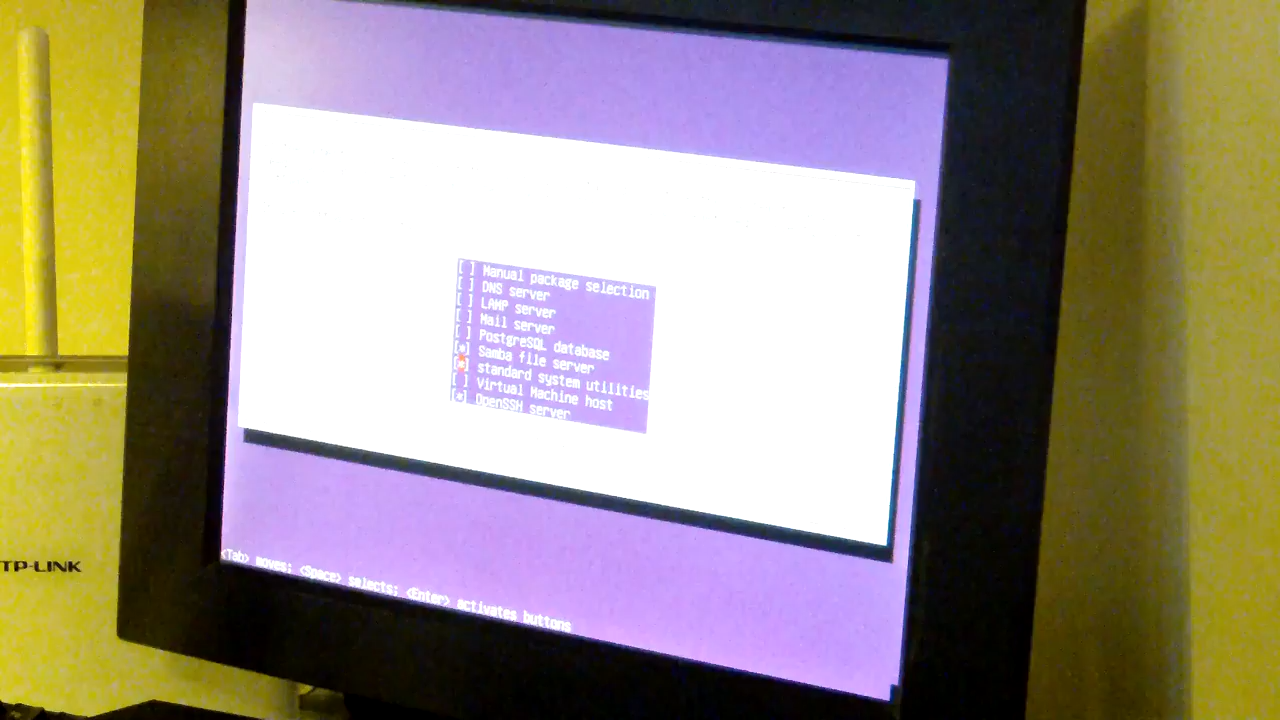 [ ] Manual package selection
[ ] DNS server
[ ] LAMP server
[ ] Mail server
[ ] PostgreSQL database
[*] Samba file server
[*] standard system utilities
[ ] Virtual Machine host
[*] OpenSSH server
<Tab> moves; <Space> selects; <Enter> activates buttons
TP-LINK